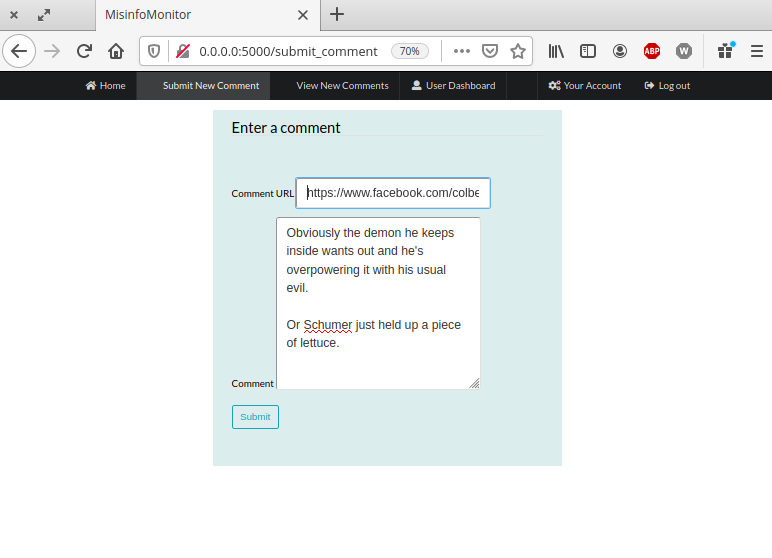 MisinfoMonitor
0.0.0.0:5000/submit_comment 70%
ABP W
Home Submit New Comment View New Comments User Dashboard Your Account Log out
Enter a comment
Comment URL https://www.facebook.com/colbe
Obviously the demon he keeps
inside wants out and he's
overpowering it with his usual
evil.
Or Schumer just held up a piece
of lettuce.
Comment
Submit